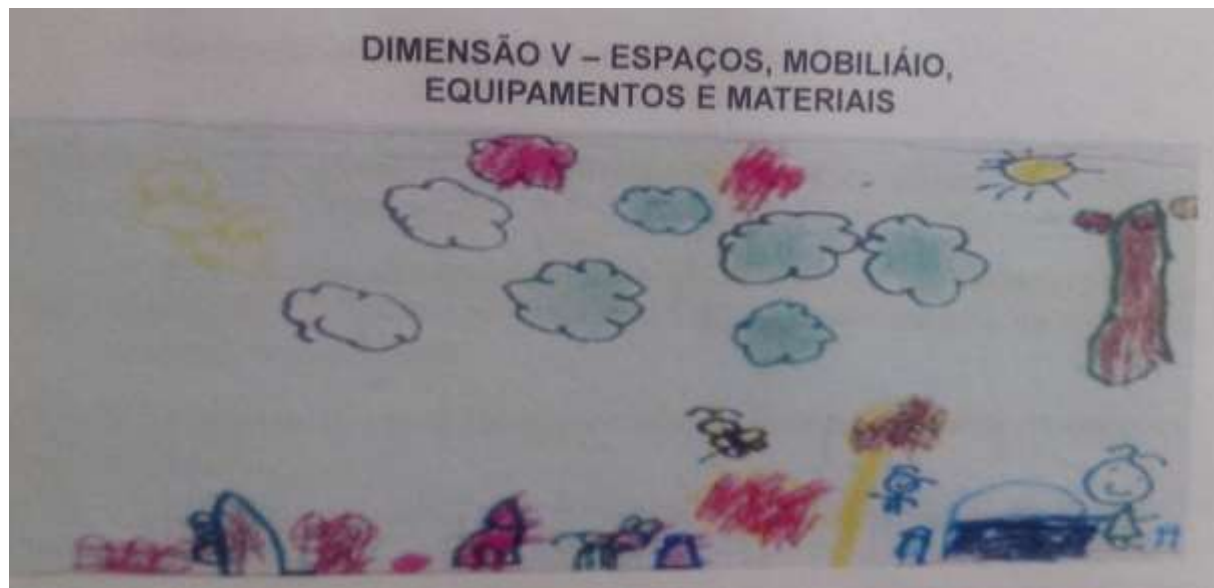 DIMENSÃO V – ESPAÇOS, MOBILIÁIO,
EQUIPAMENTOS E MATERIAIS